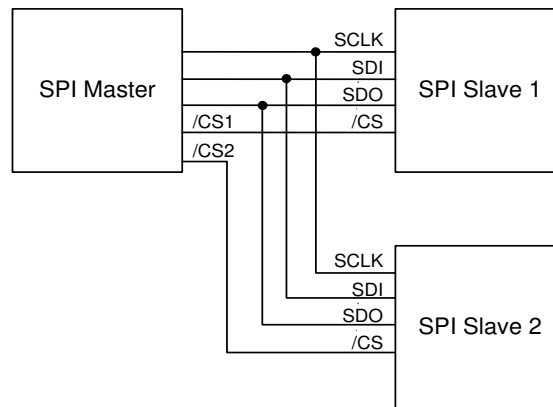 SPI Master
/CS1
/CS2
SCLK
SDI
SDO
/CS
SPI Slave 1
SCLK
SDI
SDO
/CS
SPI Slave 2